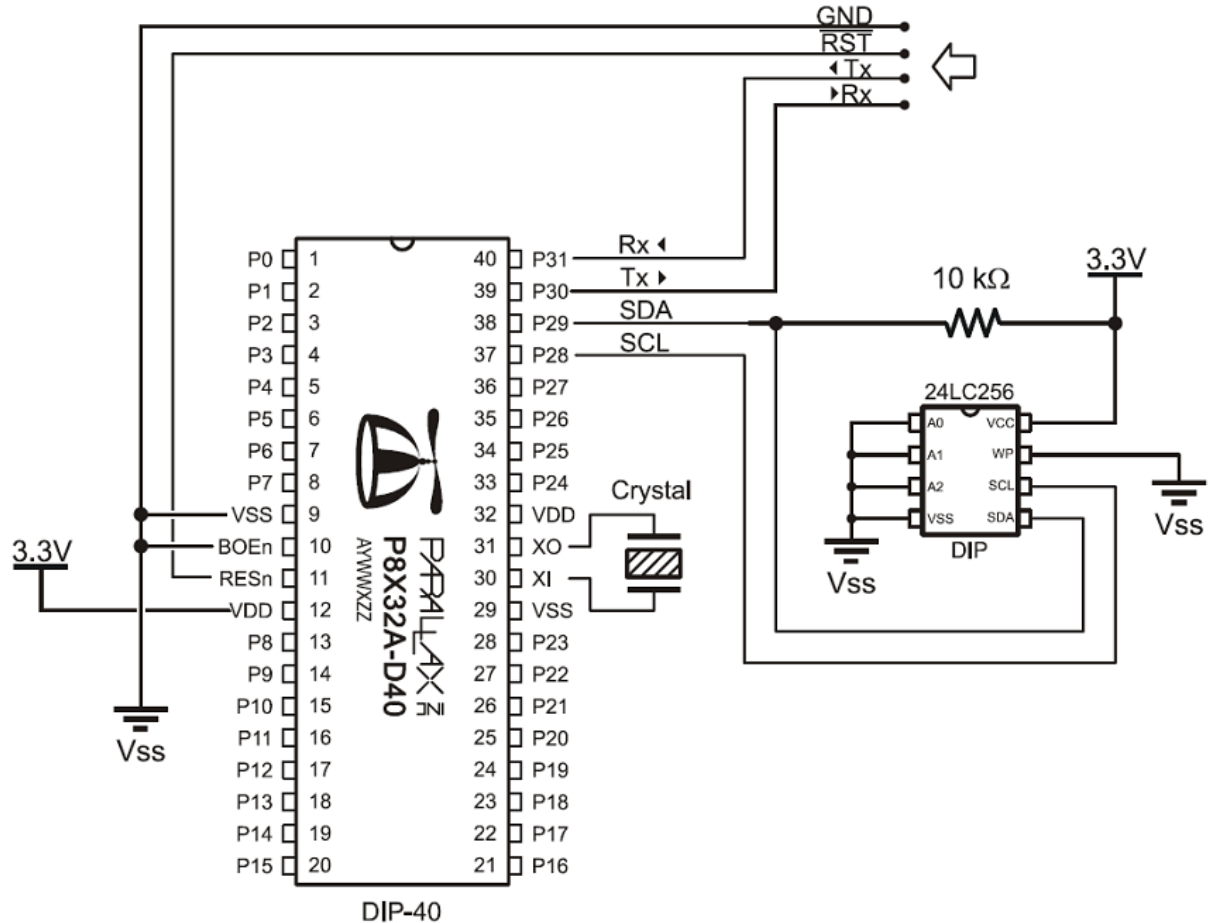 GND
RST
Tx
Rx
P0 1 40 P31 Rx
P1 2 39 P30 Tx
P2 3 38 P29 SDA
P3 4 37 P28 SCL
P4 5 36 P27
P5 6 35 P26
P6 7 34 P25
P7 8 33 P24
VSS 9 32 VDD
BOEn 10 31 XO
RESn 11 30 XI
VDD 12 29 VSS
P8 13 28 P23
P9 14 27 P22
P10 15 26 P21
P11 16 25 P20
P12 17 24 P19
P13 18 23 P18
P14 19 22 P17
P15 20 21 P16
3.3V
Vss
PARALLAX
P8X32A-D40
AYWWXZZ
DIP-40
Crystal
10 kΩ
3.3V
24LC256
A0 VCC
A1 WP
A2 SCL
VSS SDA
DIP
Vss
Vss